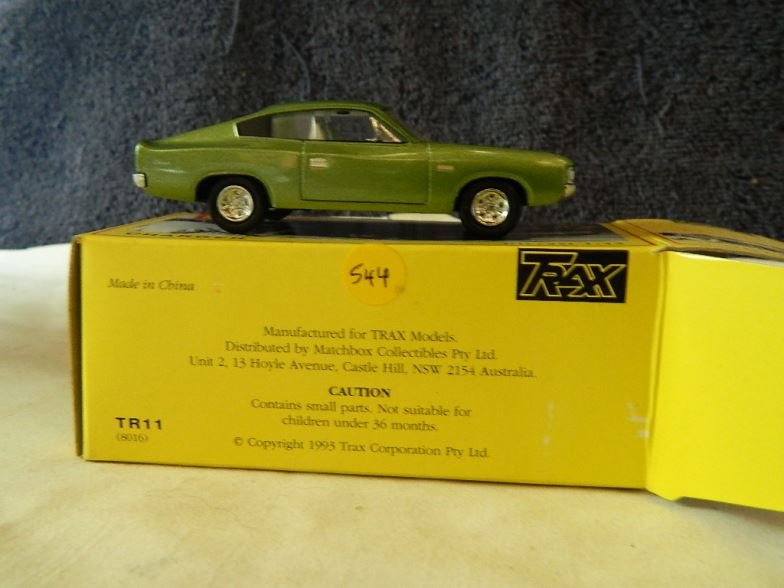 544
TRAX
Made in China
Manufactured for TRAX Models.
Distributed by Matchbox Collectibles Pty Ltd.
Unit 2, 13 Hoyle Avenue, Castle Hill, NSW 2154 Australia.
CAUTION
Contains small parts. Not suitable for
children under 36 months.
TR11
(8016)
© Copyright 1993 Trax Corporation Pty Ltd.